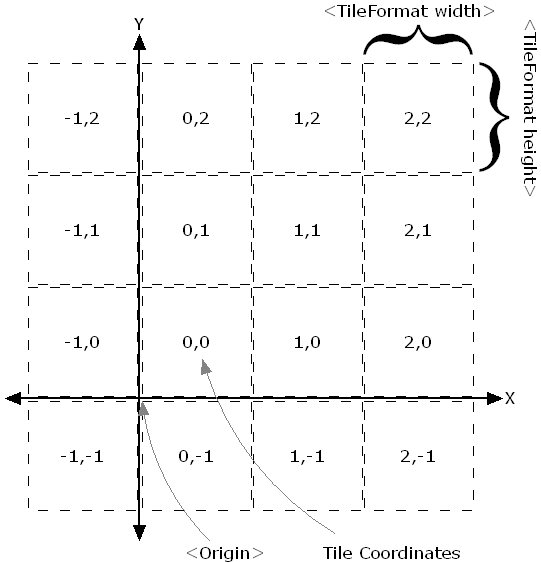 <TileFormat width>
Y
<TileFormat height>
-1,2 0,2 1,2 2,2
-1,1 0,1 1,1 2,1
-1,0 0,0 1,0 2,0
X
-1,-1 0,-1 1,-1 2,-1
<Origin> Tile Coordinates